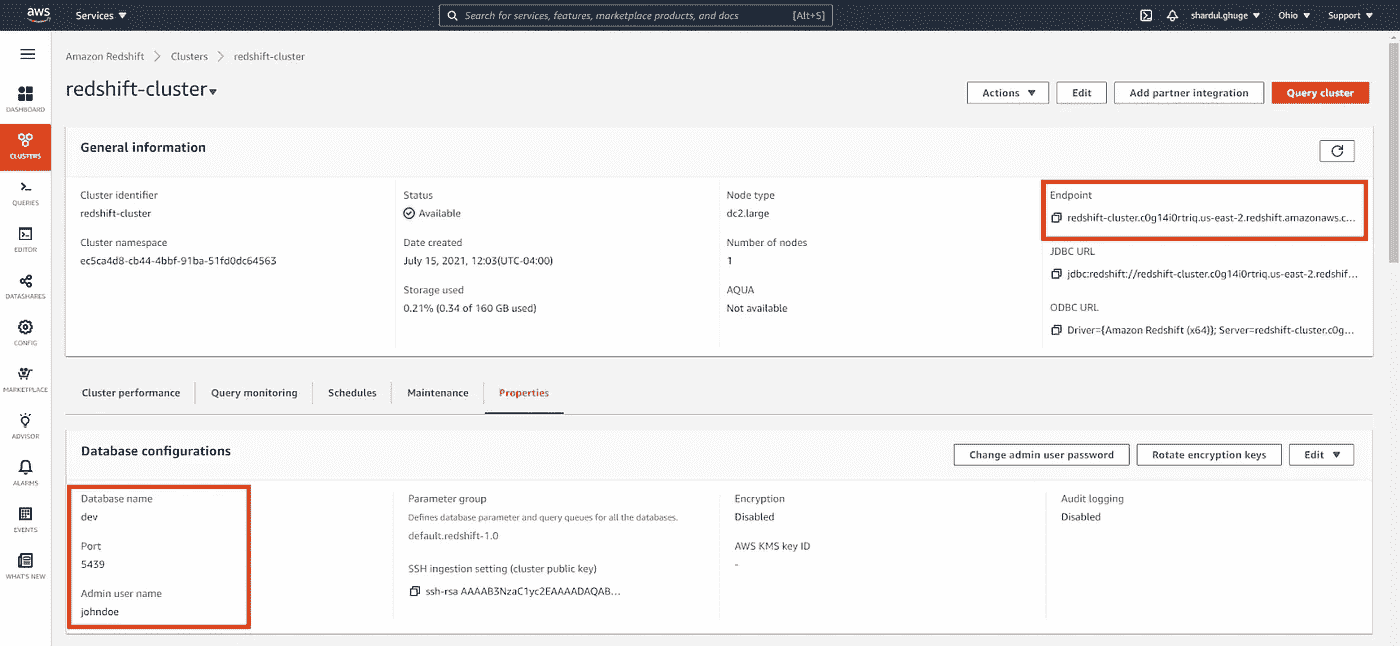 aws
Services ▼
Search for services, features, marketplace products, and docs [Alt+S]
shardul.ghuge ▼
Ohio ▼
Support ▼
DASHBOARD
CLUSTERS
QUERIES
EDITOR
DATASHARES
CONFIG
MARKETPLACE
ADVISOR
ALARMS
EVENTS
WHAT'S NEW
Amazon Redshift > Clusters > redshift-cluster
redshift-cluster ▼
Actions ▼
Edit
Add partner integration
Query cluster
General information
Cluster identifier
redshift-cluster
Cluster namespace
ec5ca4d8-cb44-4bbf-91ba-51fd0dc64563
Status
Available
Date created
July 15, 2021, 12:03(UTC-04:00)
Storage used
0.21% (0.34 of 160 GB used)
Node type
dc2.large
Number of nodes
1
AQUA
Not available
Endpoint
redshift-cluster.c0g14i0rtriq.us-east-2.redshift.amazonaws.c...
JDBC URL
jdbc:redshift://redshift-cluster.c0g14i0rtriq.us-east-2.redshif...
ODBC URL
Driver={Amazon Redshift (x64)}; Server=redshift-cluster.c0g...
Cluster performance
Query monitoring
Schedules
Maintenance
Properties
Database configurations
Change admin user password
Rotate encryption keys
Edit ▼
Database name
dev
Port
5439
Admin user name
johndoe
Parameter group
Defines database parameter and query queues for all the databases.
default.redshift-1.0
SSH ingestion setting (cluster public key)
ssh-rsa AAAAB3NzaC1yc2EAAAADAQAB...
Encryption
Disabled
AWS KMS key ID
-
Audit logging
Disabled